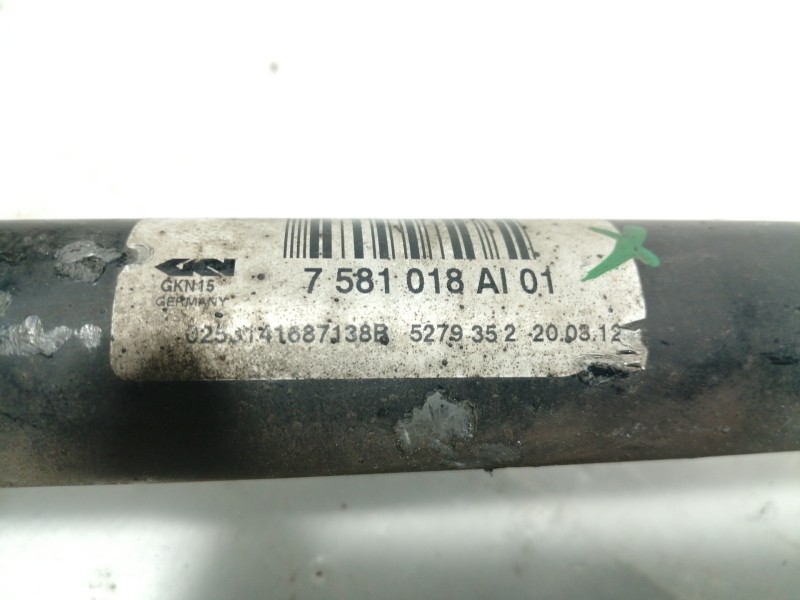 GKN
7 581 018 AI 01
GKN15
GERMANY
5279 35 2 20.03.12